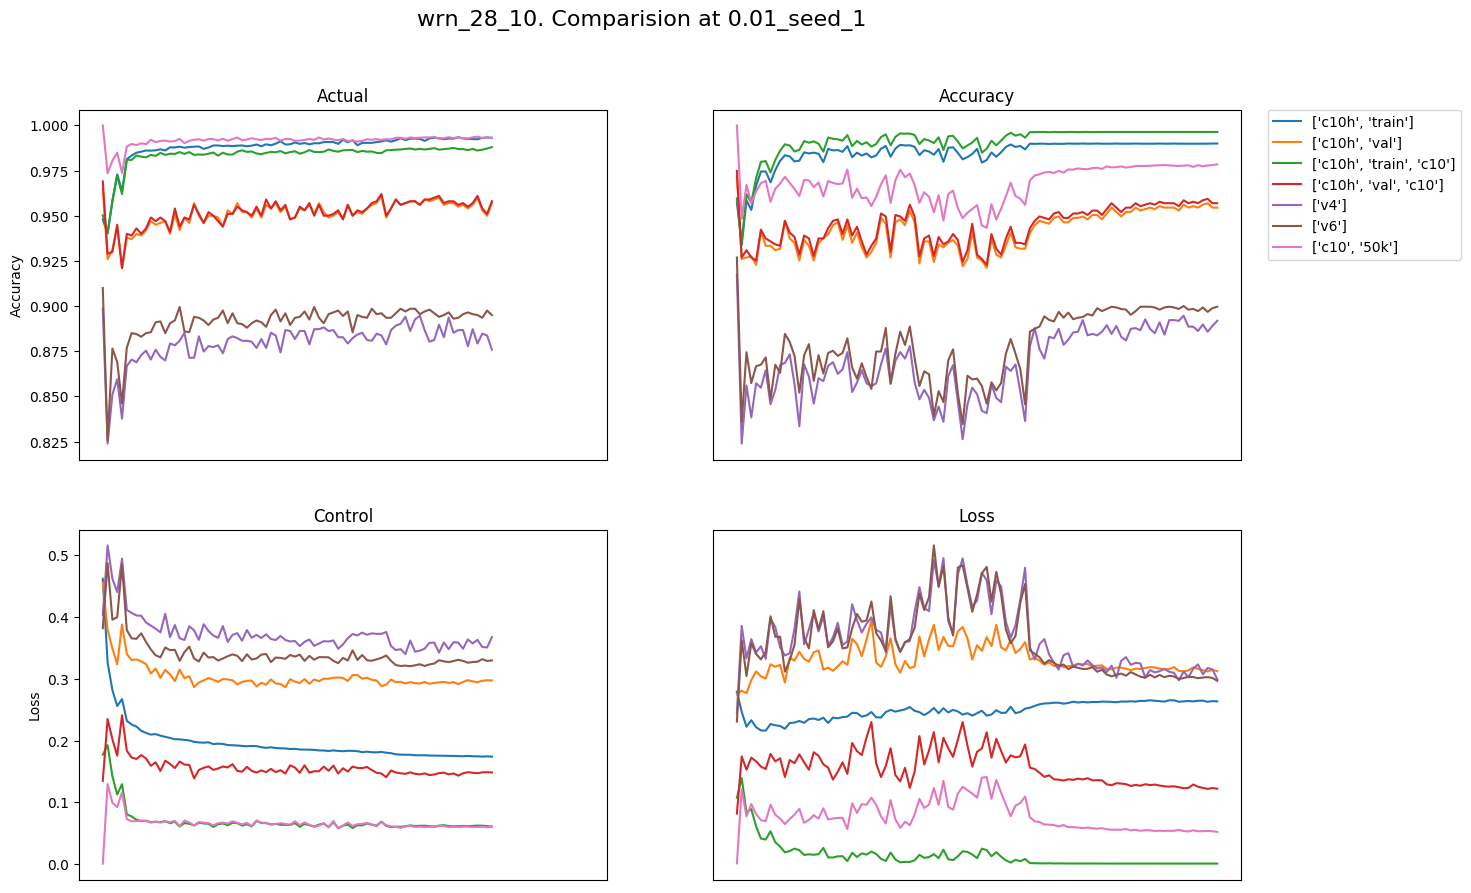 wrn_28_10. Comparision at 0.01_seed_1
Actual
Accuracy
1.000
0.975
0.950
0.925
0.900
0.875
0.850
0.825
Accuracy
['c10h', 'train']
['c10h', 'val']
['c10h', 'train', 'c10']
['c10h', 'val', 'c10']
['v4']
['v6']
['c10', '50k']
Control
Loss
0.5
0.4
0.3
0.2
0.1
0.0
Loss